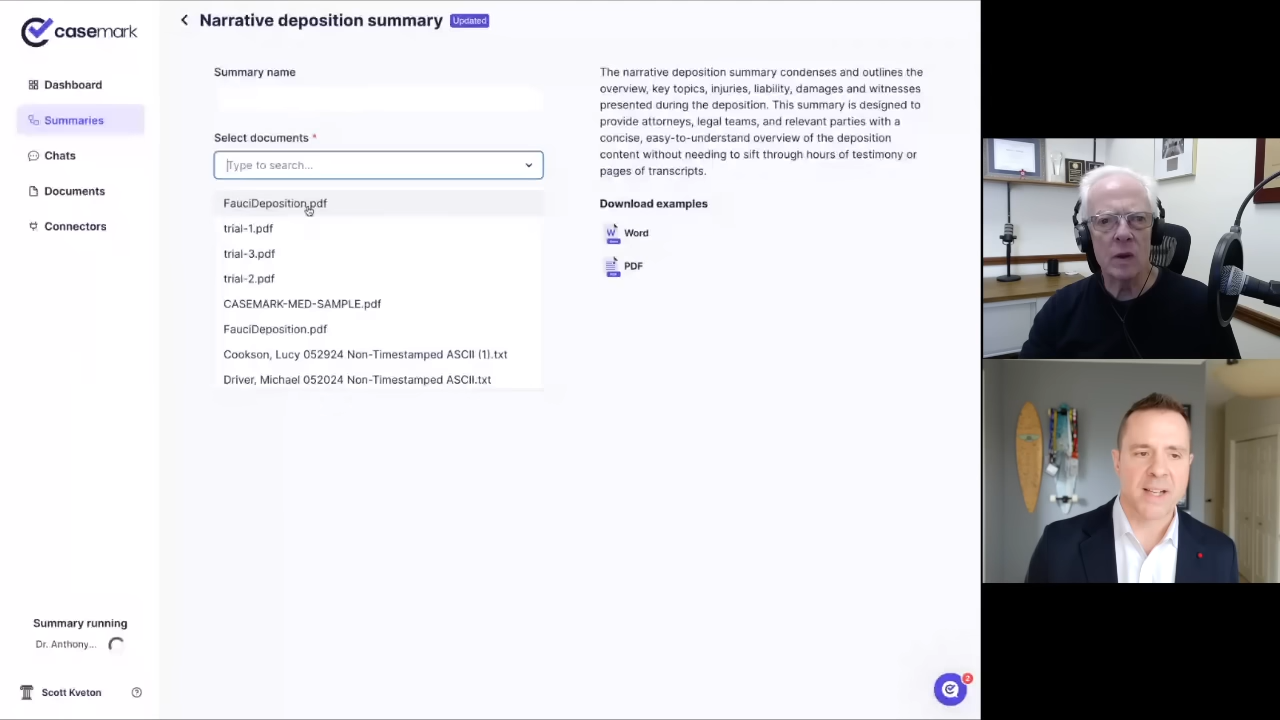 casemark
Narrative deposition summary
Updated
Dashboard
Summaries
Chats
Documents
Connectors
Summary name
Select documents *
Type to search...
FauciDeposition.pdf
trial-1.pdf
trial-3.pdf
trial-2.pdf
CASEMARK-MED-SAMPLE.pdf
FauciDeposition.pdf
Cookson, Lucy 052924 Non-Timestamped ASCII (1).txt
Driver, Michael 052024 Non-Timestamped ASCII.txt
The narrative deposition summary condenses and outlines the
overview, key topics, injuries, liability, damages and witnesses
presented during the deposition. This summary is designed to
provide attorneys, legal teams, and relevant parties with a
concise, easy-to-understand overview of the deposition
content without needing to sift through hours of testimony or
pages of transcripts.
Download examples
Word
PDF
Summary running
Dr. Anthony...
Scott Kveton
2